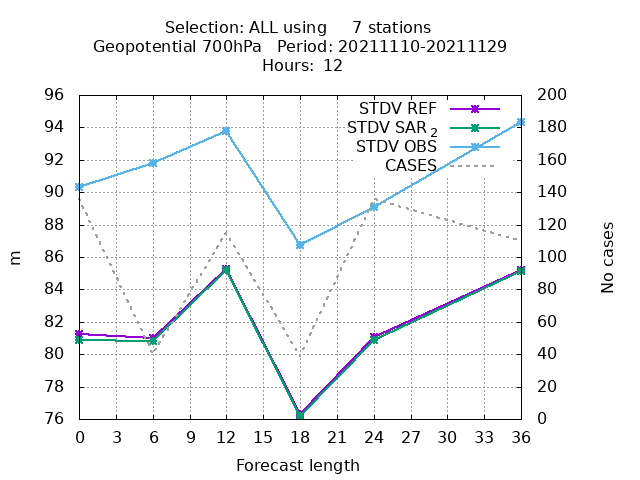 Selection: ALL using     7 stations
Geopotential 700hPa   Period: 20211110-20211129
Hours: 12
96 200
STDV REF
94 180
STDV SAR 2
STDV OBS
92 160
CASES
90 140
88 120
86 100
84 80
82 60
80 40
78 20
76 0
m
No cases
0 3 6 9 12 15 18 21 24 27 30 33 36
Forecast length